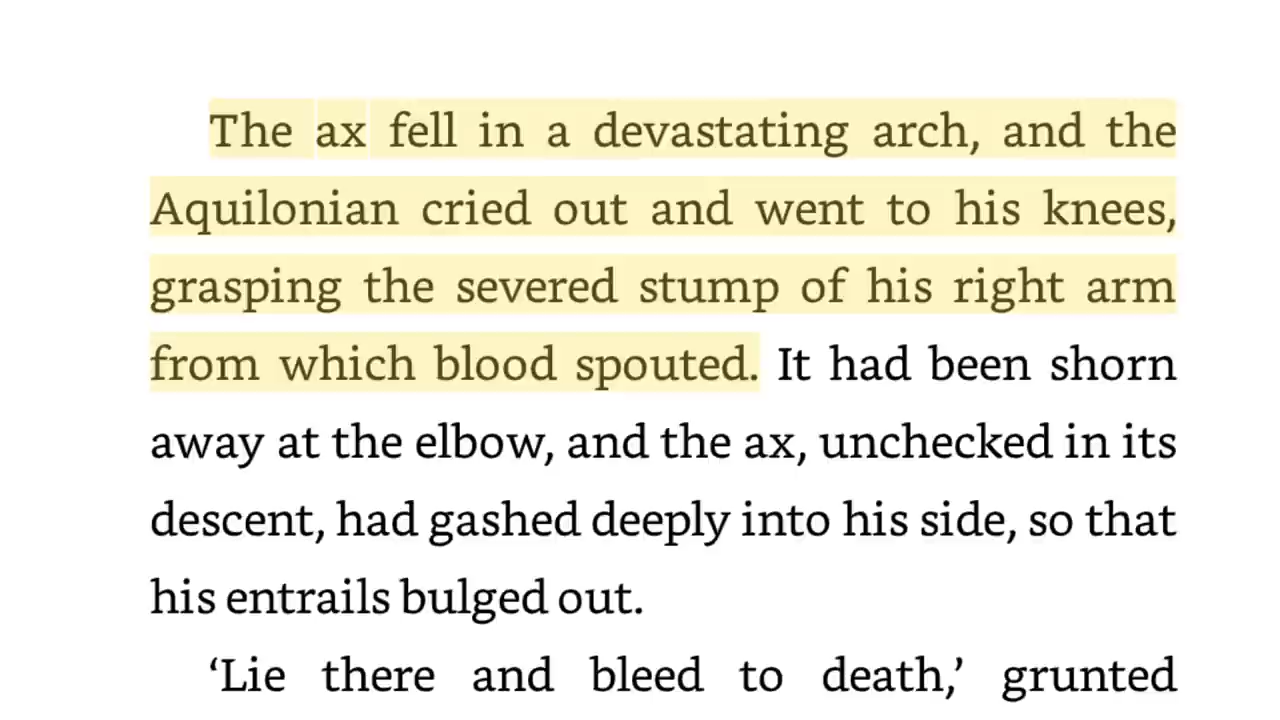 The ax fell in a devastating arch, and the
Aquilonian cried out and went to his knees,
grasping the severed stump of his right arm
from which blood spouted. It had been shorn
away at the elbow, and the ax, unchecked in its
descent, had gashed deeply into his side, so that
his entrails bulged out.
‘Lie there and bleed to death,’ grunted